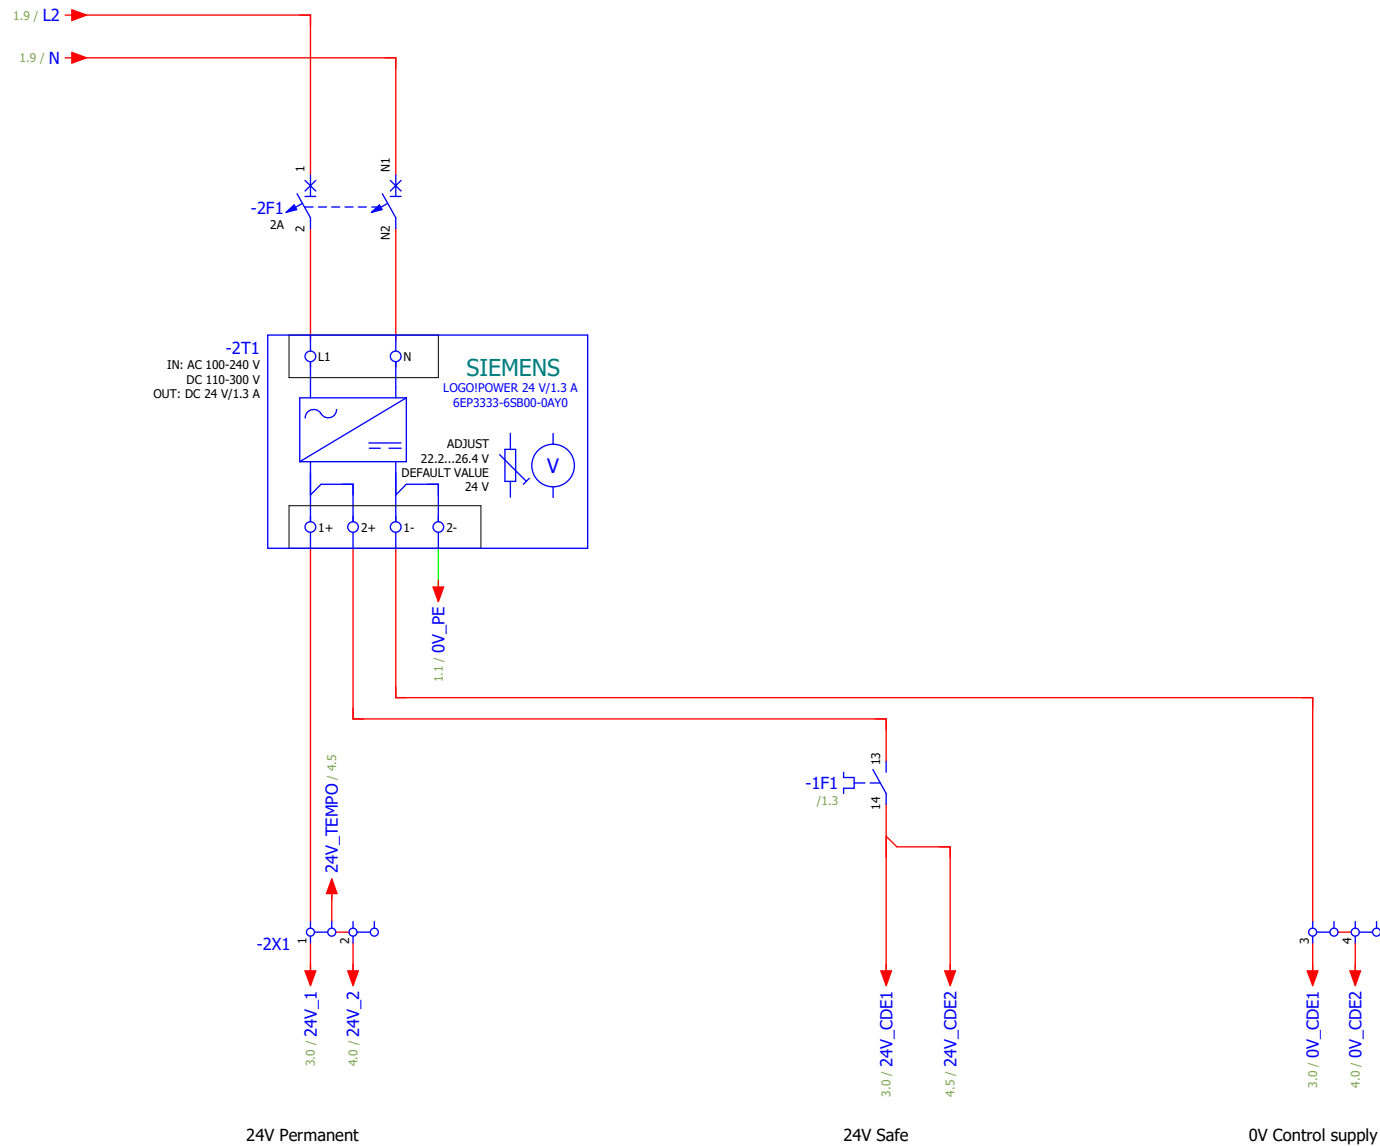 1.9 / L2
1.9 / N
1
N1
-2F1
2A
2
N2
-2T1
IN: AC 100-240 V
DC 110-300 V
OUT: DC 24 V/1.3 A
L1
N
SIEMENS
LOGO!POWER 24 V/1.3 A
6EP3333-6SB00-0AY0
ADJUST
22.2...26.4 V
DEFAULT VALUE
24 V
V
1+
2+
1-
2-
1.1 / 0V_PE
24V_TEMPO / 4.5
-1F1
/1.3
13
14
-2X1
1
2
3
4
3.0 / 24V_1
4.0 / 24V_2
3.0 / 24V_CDE1
4.5 / 24V_CDE2
3.0 / 0V_CDE1
4.0 / 0V_CDE2
24V Permanent
24V Safe
0V Control supply